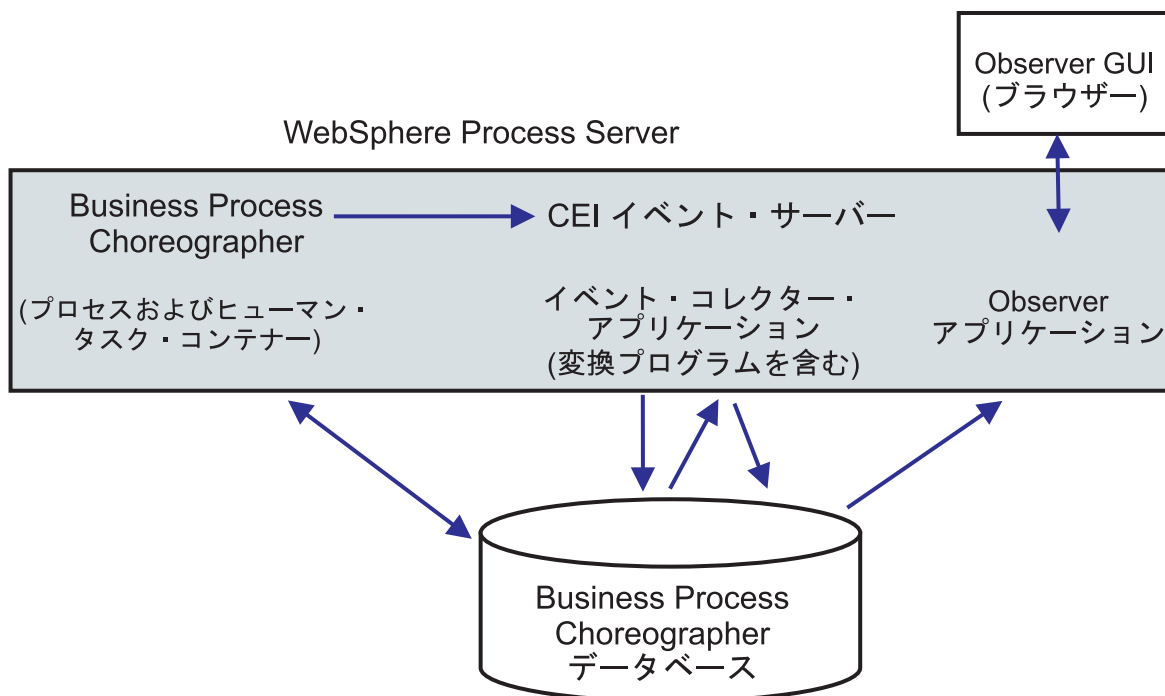 Observer GUI
(ブラウザー)
WebSphere Process Server
Business Process
Choreographer
(プロセスおよびヒューマン・
タスク・コンテナー)
CEI イベント・サーバー
イベント・コレクター・
アプリケーション
(変換プログラムを含む)
Observer
アプリケーション
Business Process
Choreographer
データベース